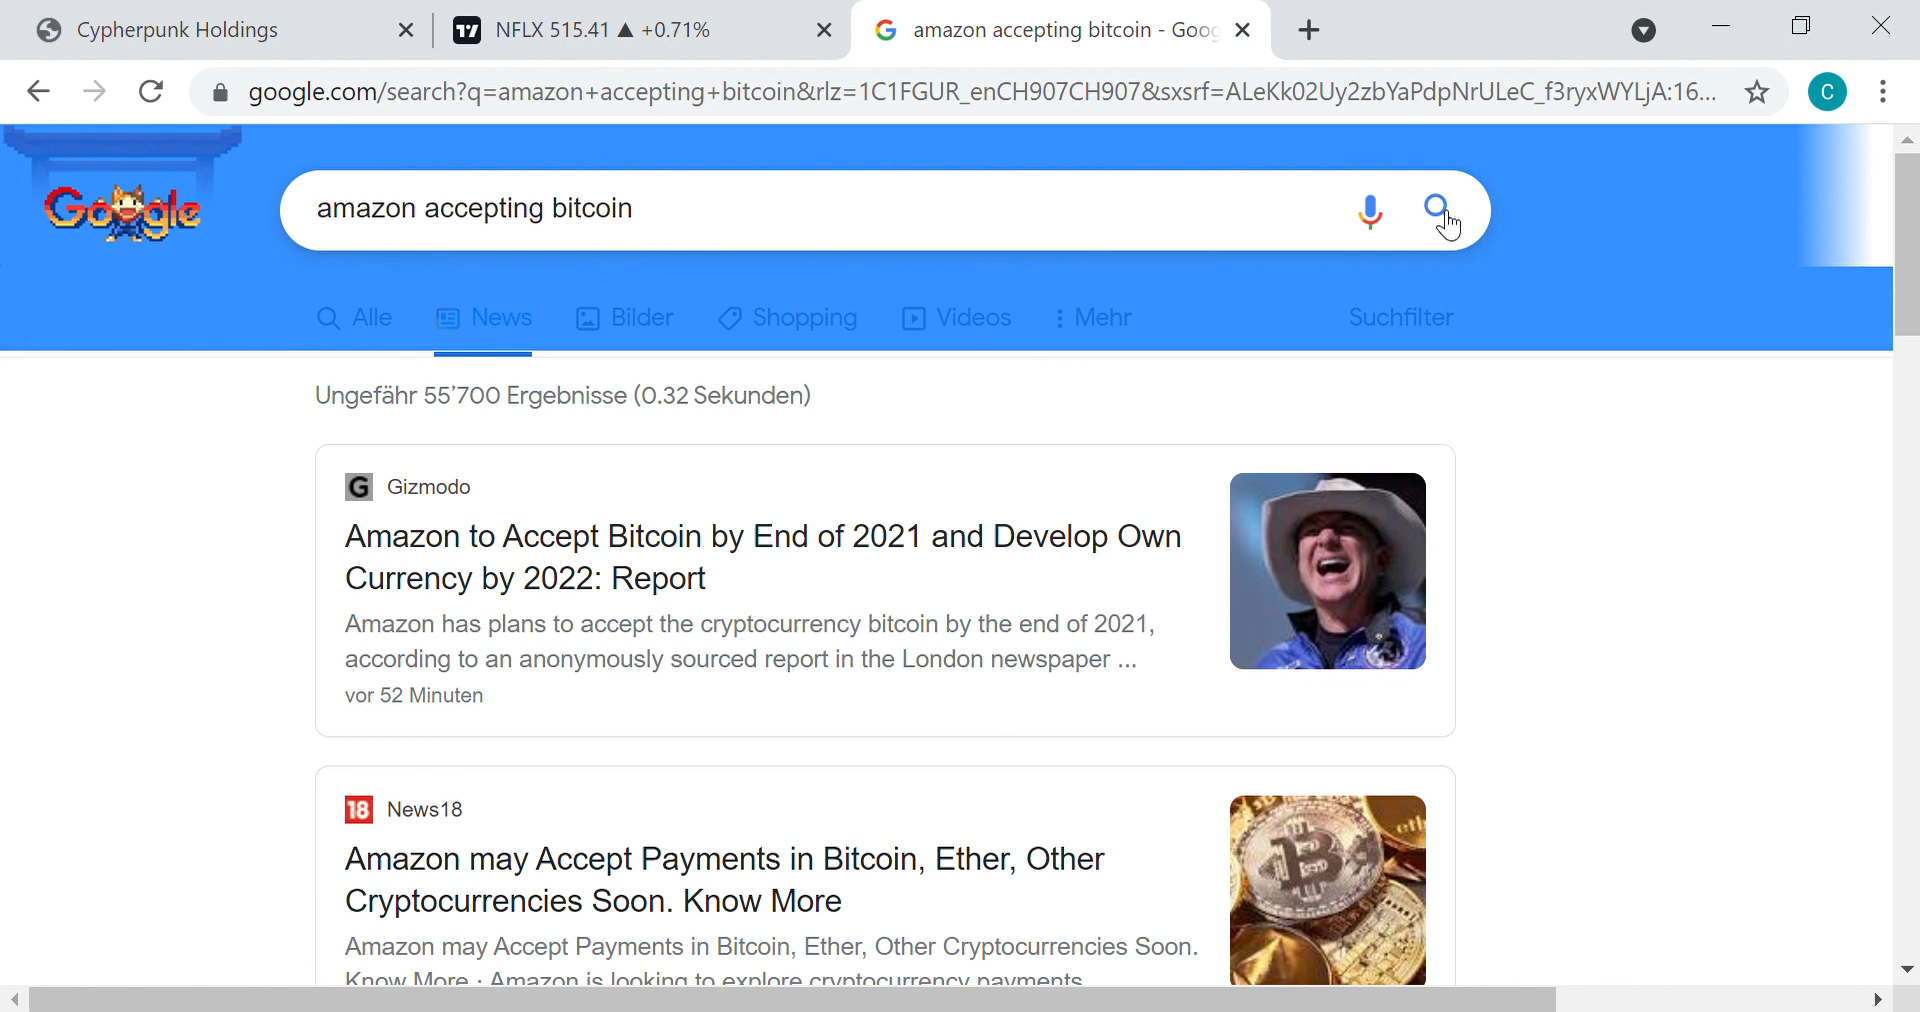 Cypherpunk Holdings
NFLX 515.41 ▲ +0.71%
amazon accepting bitcoin - Goog
google.com/search?q=amazon+accepting+bitcoin&rlz=1C1FGUR_enCH907CH907&sxsrf=ALeKk02Uy2zbYaPdpNrULeC_f3ryxWYLjA:16...
C
Google
amazon accepting bitcoin
Alle
News
Bilder
Shopping
Videos
Mehr
Suchfilter
Ungefähr 55'700 Ergebnisse (0.32 Sekunden)
G Gizmodo
Amazon to Accept Bitcoin by End of 2021 and Develop Own
Currency by 2022: Report
Amazon has plans to accept the cryptocurrency bitcoin by the end of 2021,
according to an anonymously sourced report in the London newspaper ...
vor 52 Minuten
18 News18
Amazon may Accept Payments in Bitcoin, Ether, Other
Cryptocurrencies Soon. Know More
Amazon may Accept Payments in Bitcoin, Ether, Other Cryptocurrencies Soon.
Know More · Amazon is looking to explore cryptocurrency payments